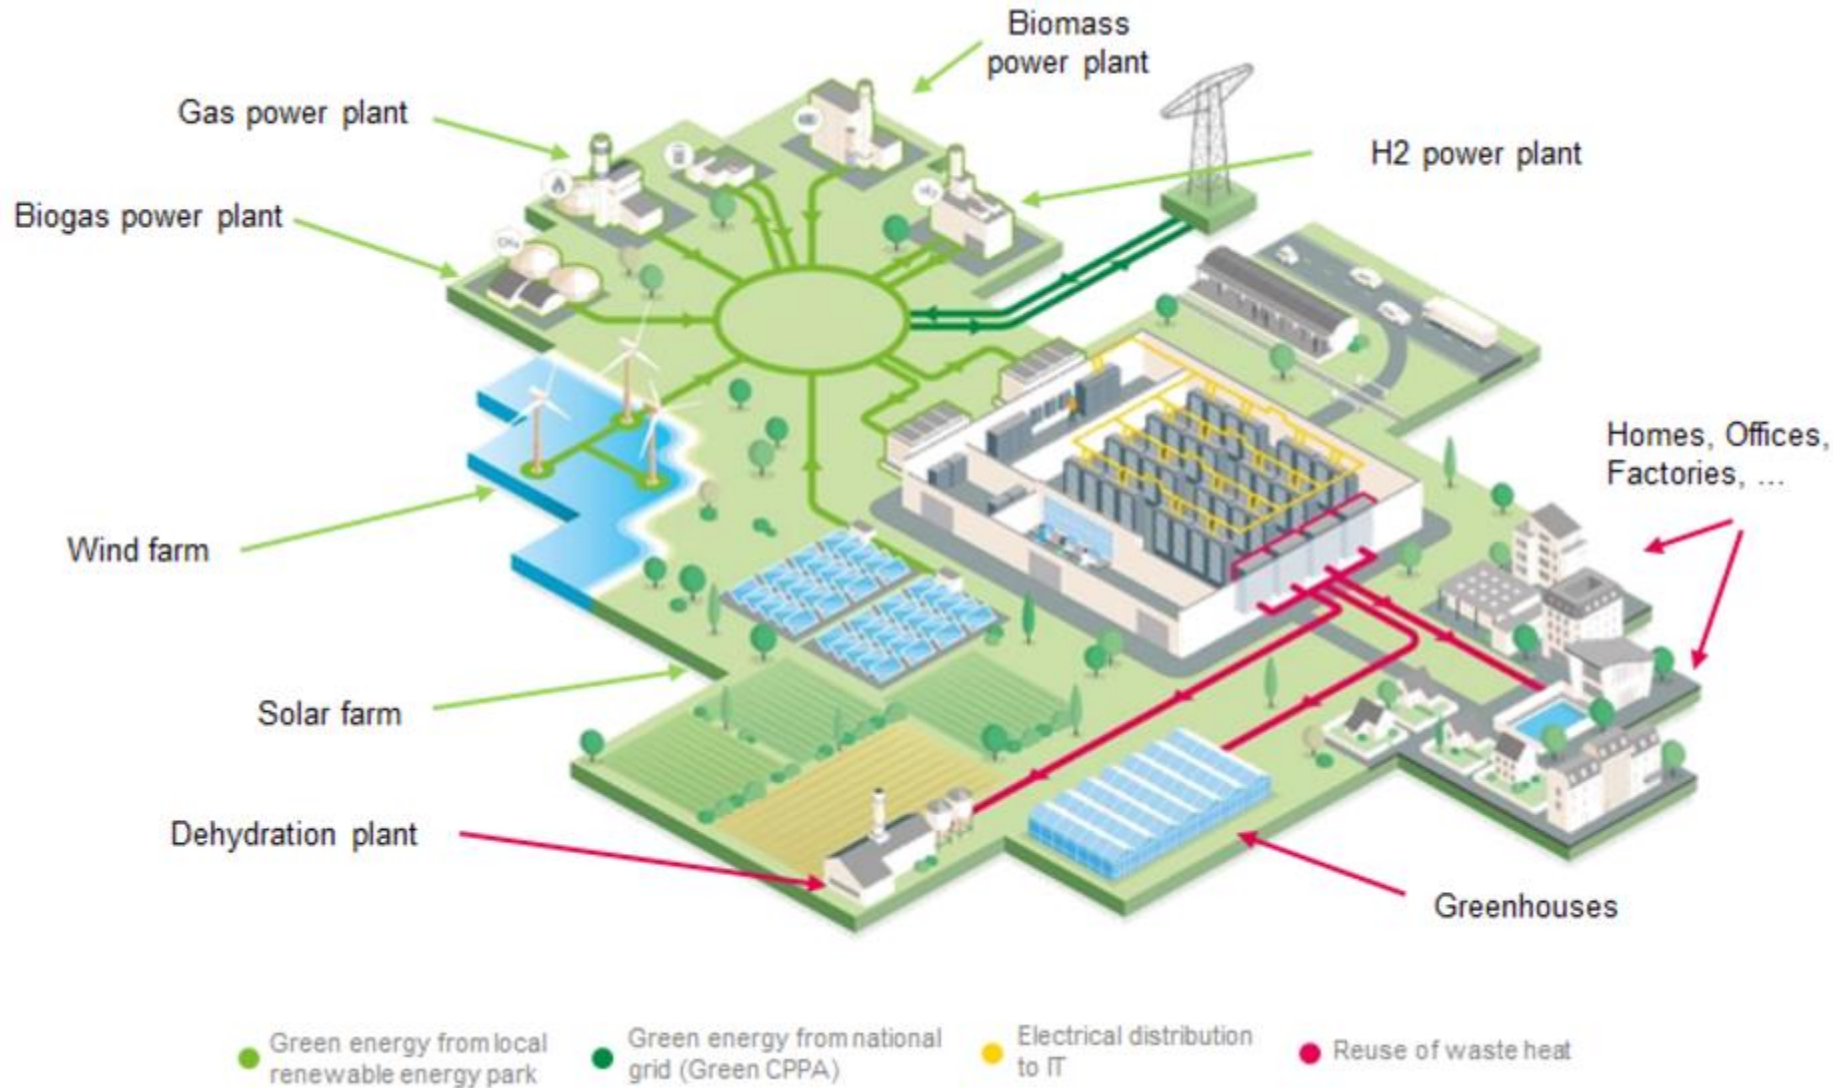 Biomass
power plant
Gas power plant
H2 power plant
Biogas power plant
CH₄
Homes, Offices,
Factories, ...
Wind farm
Solar farm
Dehydration plant
Greenhouses
Green energy from local
renewable energy park
Green energy from national
grid (Green CPPA)
Electrical distribution
to IT
Reuse of waste heat